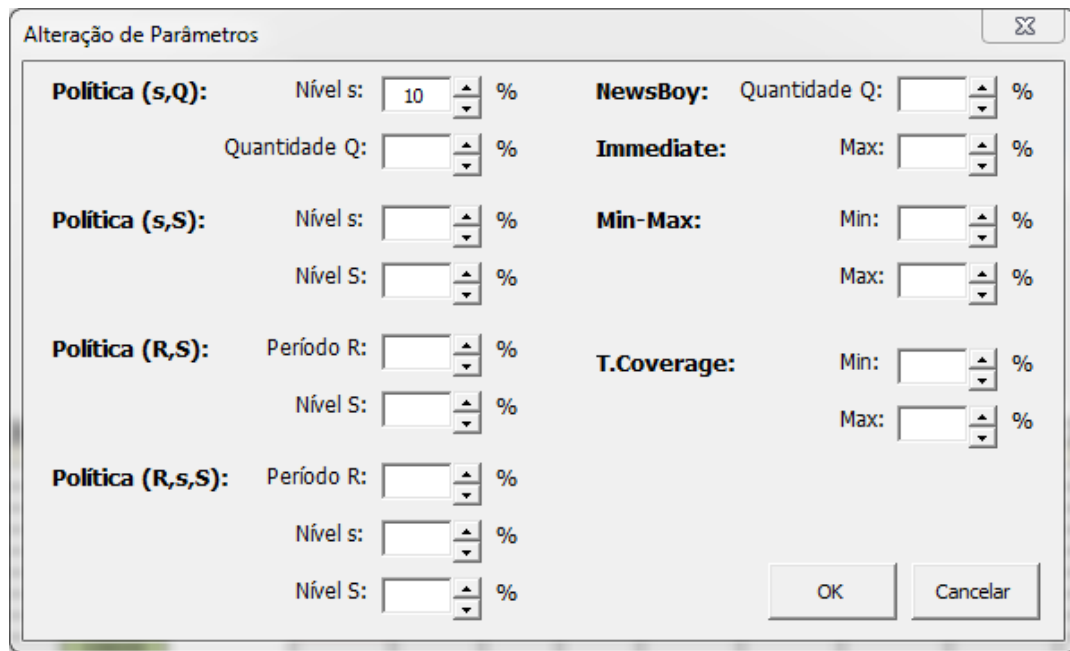 Alteração de Parâmetros
Política (s,Q): Nível s: 10 %
Quantidade Q: %
Política (s,S): Nível s: %
Nível S: %
Política (R,S): Período R: %
Nível S: %
Política (R,s,S): Período R: %
Nível s: %
Nível S: %
NewsBoy: Quantidade Q: %
Immediate: Max: %
Min-Max: Min: %
Max: %
T.Coverage: Min: %
Max: %
OK Cancelar